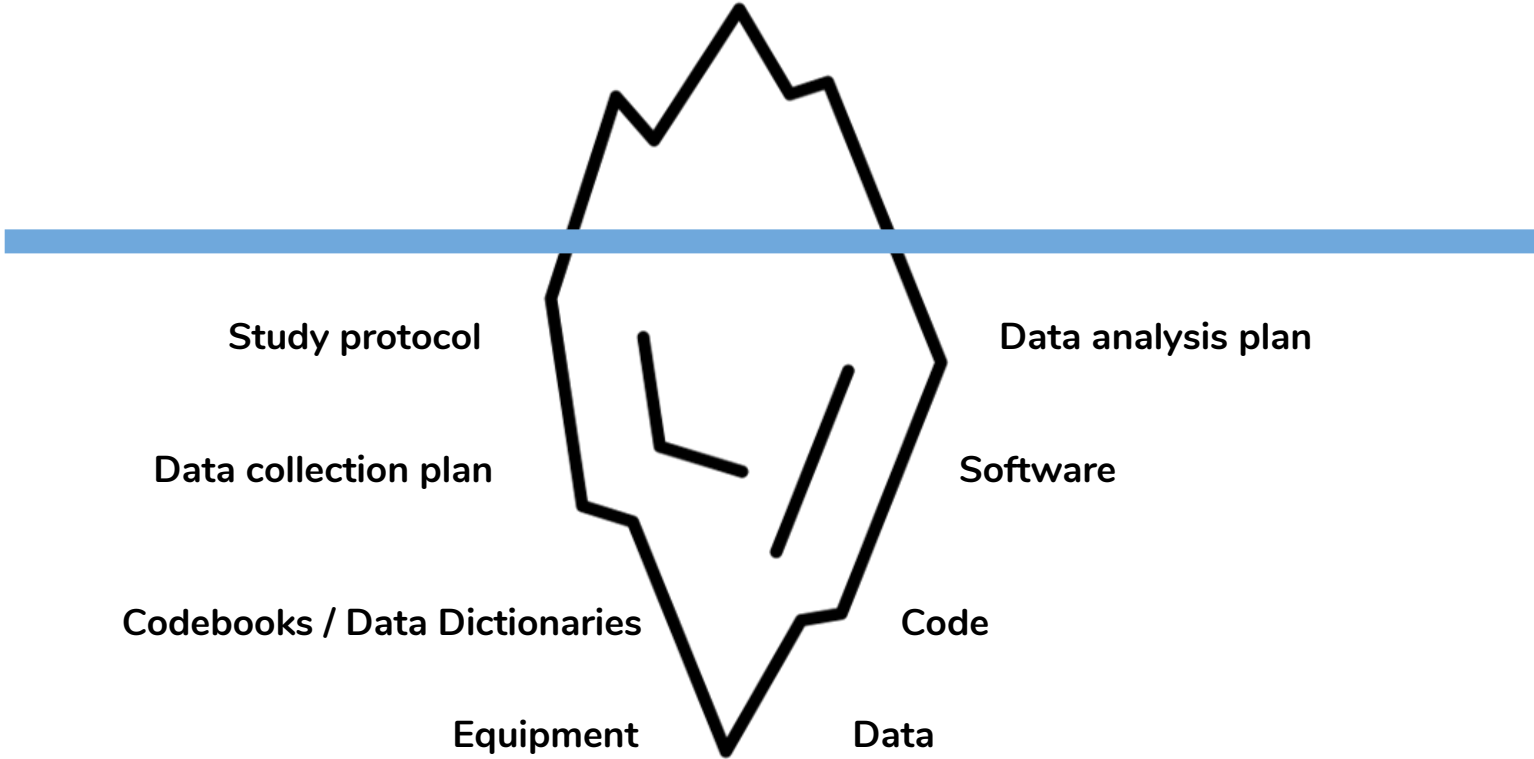 Study protocol
Data analysis plan
Data collection plan
Software
Codebooks / Data Dictionaries
Code
Equipment
Data